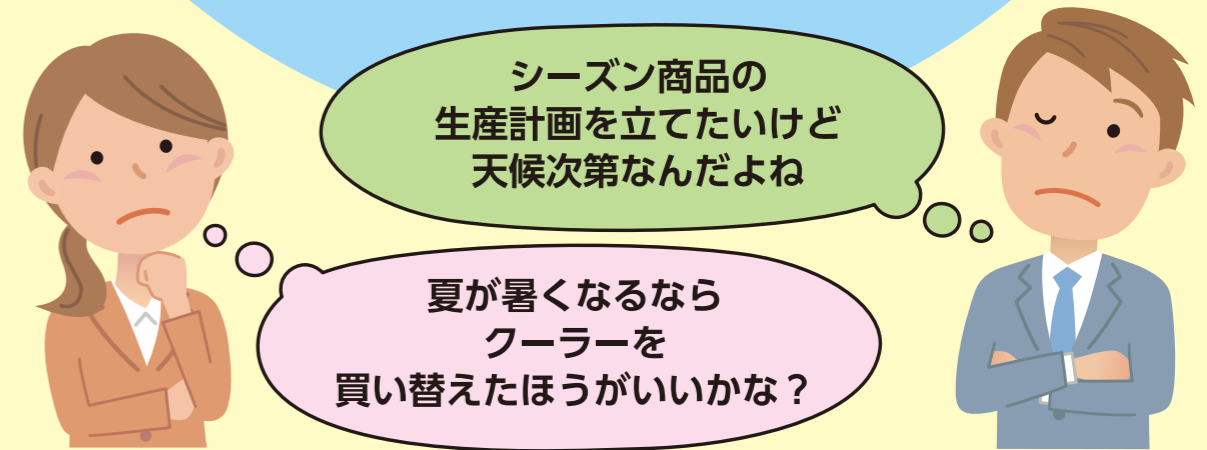 シーズン商品の
生産計画を立てたいけど
天候次第なんだよね
夏が暑くなるなら
クーラーを
買い替えたほうがいいかな？